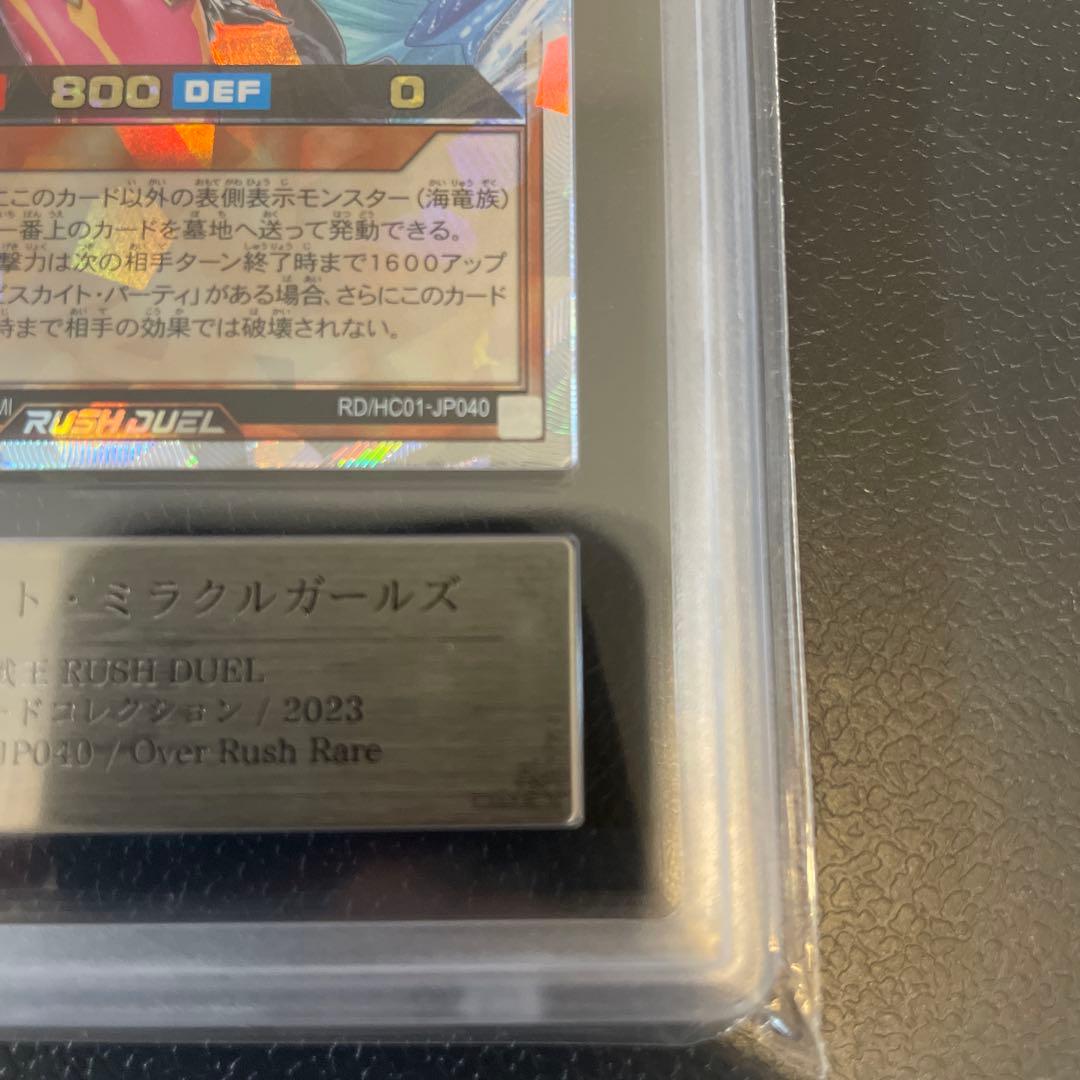 800 DEF 0
にこのカード以外の表側表示モンスター(海竜族)
一番上のカードを墓地へ送って発動できる。
撃力は次の相手ターン終了時まで1600アップ
スカイト・パーティ」がある場合、さらにこのカード
時まで相手の効果では破壊されない。
MI RUSH DUEL RD/HC01-JP040
ト・ミラクルガールズ
戯王 RUSH DUEL
ードコレクション / 2023
JP040 / Over Rush Rare